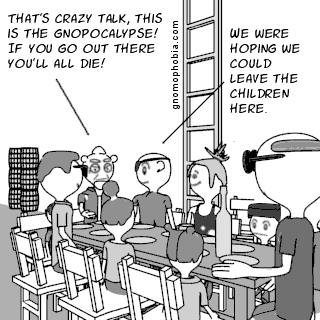 THAT'S CRAZY TALK, THIS
IS THE GNOPOCALYPSE!
IF YOU GO OUT THERE
YOU'LL ALL DIE!
gnomophobia.com
WE WERE
HOPING WE
COULD
LEAVE THE
CHILDREN
HERE.